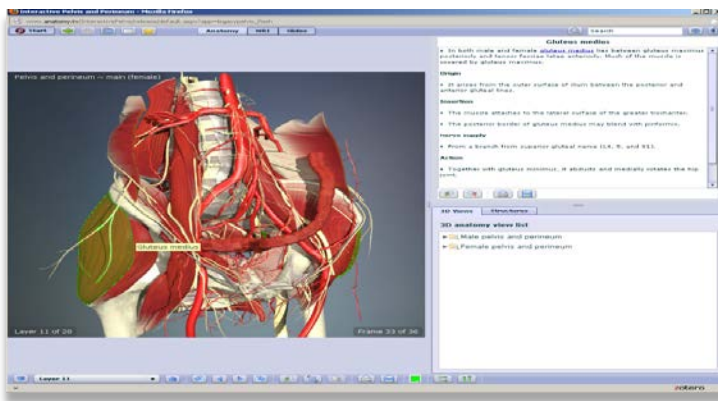 Interactive Pelvis and Perineum - Mozilla Firefox
Start
Anatomy
MRI
Slides
Search
Pelvis and perineum -- main (female)
Gluteus medius
Layer 11 of 20
Frame 33 of 36
Gluteus medius
• In both male and female gluteus medius lies between gluteus maximus
posteriorly and tensor fasciae latae anteriorly. Much of the muscle is
covered by gluteus maximus.
Origin
• It arises from the outer surface of ilium between the posterior and
anterior gluteal lines.
Insertion
• The muscle attaches to the lateral surface of the greater trochanter.
• The posterior border of gluteus medius may blend with piriformis.
Nerve supply
• From a branch from superior gluteal nerve (L4, 5, and S1).
Action
• Together with gluteus minimus, it abducts and medially rotates the hip
joint.
3D Views
Structures
3D anatomy view list
Male pelvis and perineum
Female pelvis and perineum
Layer 11
zotero